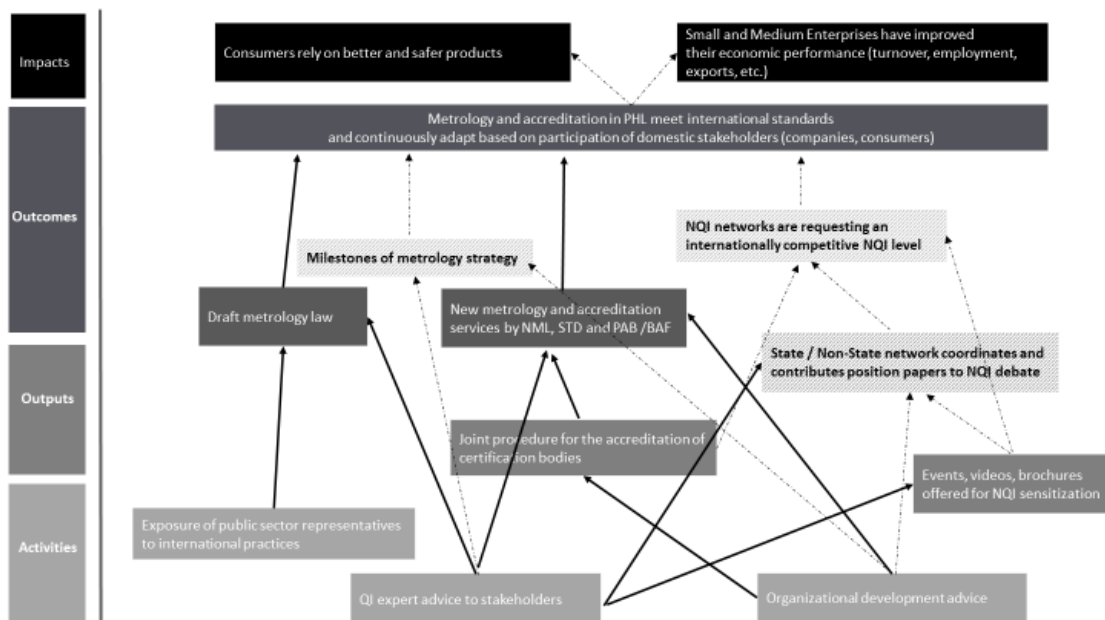 Impacts
Consumers rely on better and safer products
Small and Medium Enterprises have improved
their economic performance (turnover, employment,
exports, etc.)
Metrology and accreditation in PHL meet international standards
and continuously adapt based on participation of domestic stakeholders (companies, consumers)
Outcomes
NQI networks are requesting an
internationally competitive NQI level
Milestones of metrology strategy
Draft metrology law
New metrology and accreditation
services by NML, STD and PAB /BAF
State / Non-State network coordinates and
contributes position papers to NQI debate
Outputs
Joint procedure for the accreditation of
certification bodies
Events, videos, brochures
offered for NQI sensitization
Activities
Exposure of public sector representatives
to international practices
QI expert advice to stakeholders
Organizational development advice